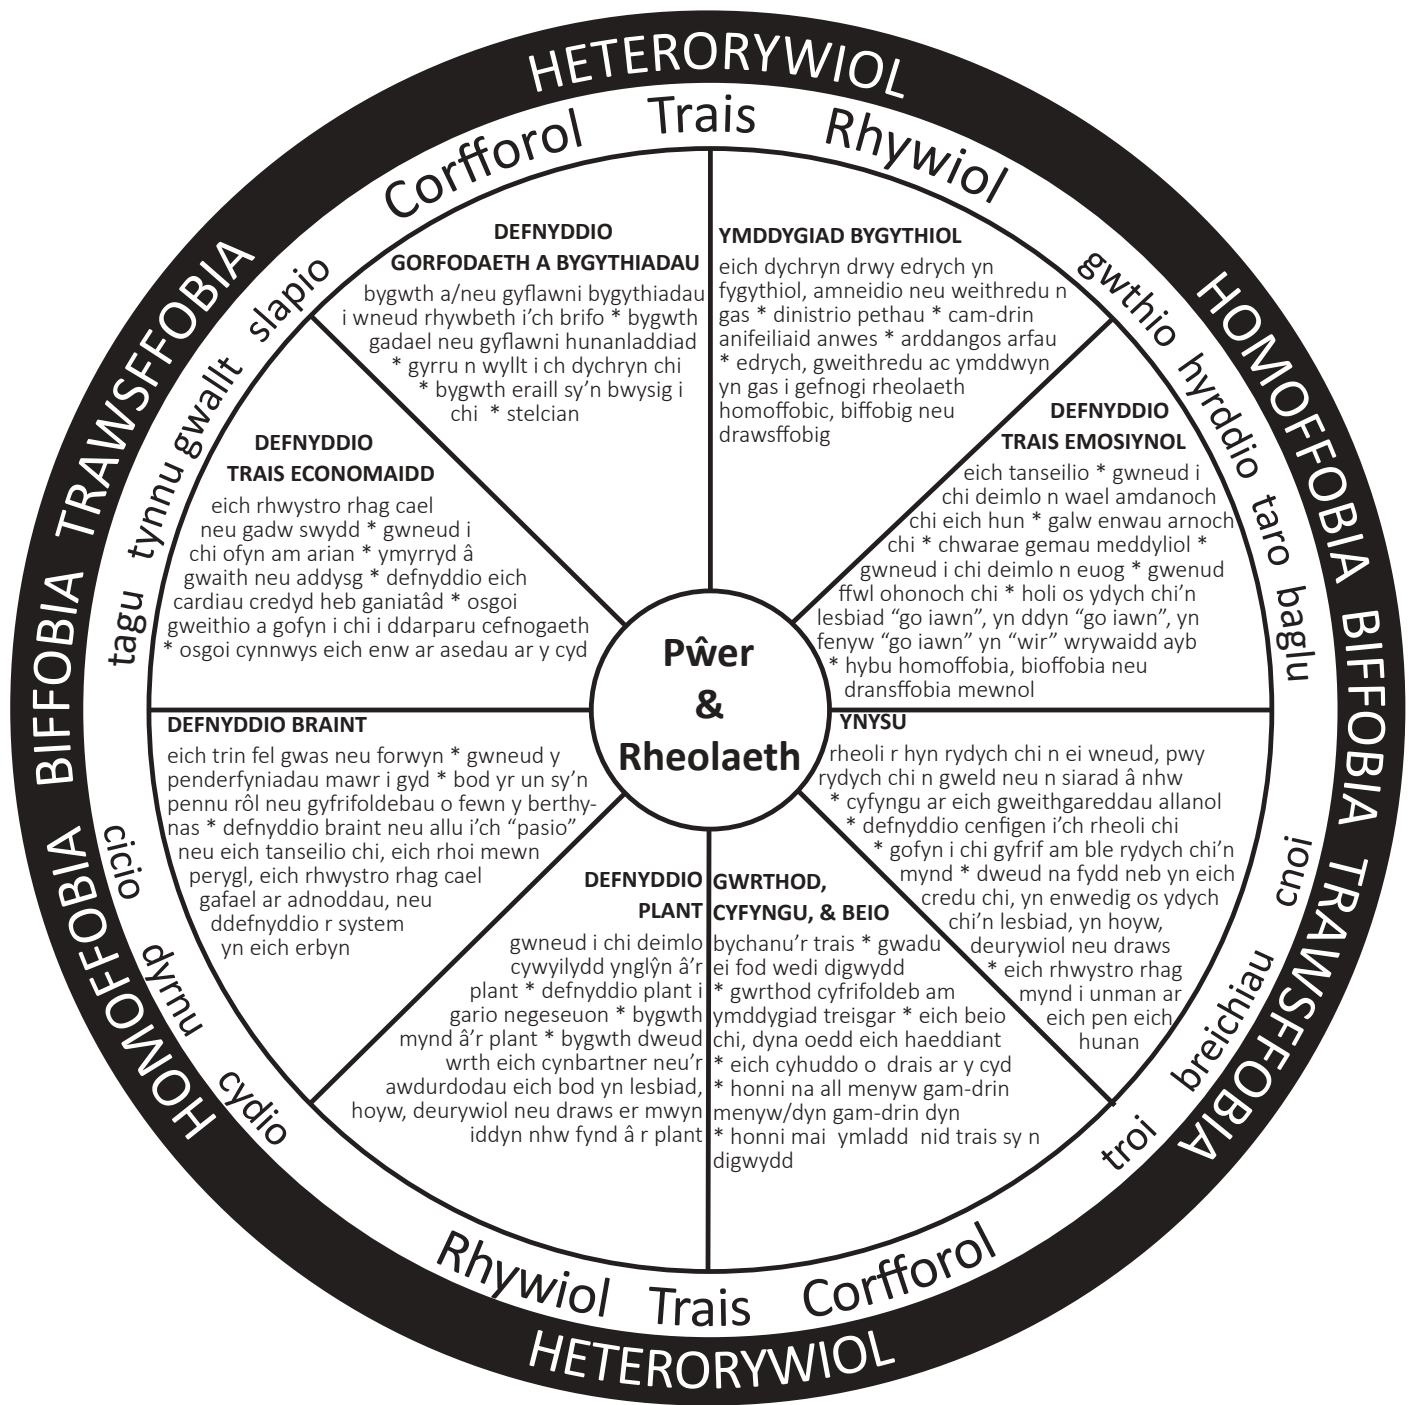 HETERORYWIOL
HOMOFFOBIA BIFFOBIA TRAWSFFOBIA
HETERORYWIOL
HOMOFFOBIA BIFFOBIA TRAWSFFOBIA
Corfforol Trais Rhywiol
gwthio hyrddio taro baglu
cnoi breichiau troi
Rhywiol Trais Corfforol
cydio dyrnu cicio
tagu tynnu gwallt slapio
DEFNYDDIO
GORFODAETH A BYGYTHIADAU
bygwth a/neu gyflawni bygythiadau
i wneud rhywbeth i’ch brifo * bygwth
gadael neu gyflawni hunanladdiad
* gyrru n wyllt i ch dychryn chi
* bygwth eraill sy’n bwysig i
chi * stelcian
YMDDYGIAD BYGYTHIOL
eich dychryn drwy edrych yn
fygythiol, amneidio neu weithredu n
gas * dinistrio pethau * cam-drin
anifeiliaid anwes * arddangos arfau
* edrych, gweithredu ac ymddwyn
yn gas i gefnogi rheolaeth
homoffobic, biffobig neu
drawsffobig
DEFNYDDIO
TRAIS EMOSIYNOL
eich tanseilio * gwneud i
chi deimlo n wael amdanoch
chi eich hun * galw enwau arnoch
chi * chwarae gemau meddyliol *
gwneud i chi deimlo n euog * gwenud
ffwl ohonoch chi * holi os ydych chi’n
lesbiad “go iawn”, yn ddyn “go iawn”, yn
fenyw “go iawn” yn “wir” wrywaidd ayb
* hybu homoffobia, bioffobia neu
dransffobia mewnol
YNYSU
rheoli r hyn rydych chi n ei wneud, pwy
rydych chi n gweld neu n siarad â nhw
* cyfyngu ar eich gweithgareddau allanol
* defnyddio cenfigen i’ch rheoli chi
* gofyn i chi gyfrif am ble rydych chi’n
mynd * dweud na fydd neb yn eich
credu chi, yn enwedig os ydych
chi’n lesbiad, yn hoyw,
deurywiol neu draws
* eich rhwystro rhag
mynd i unman ar
eich pen eich
hunan
GWRTHOD,
CYFYNGU, & BEIO
bychanu’r trais * gwadu
ei fod wedi digwydd
* gwrthod cyfrifoldeb am
ymddygiad treisgar * eich beio
chi, dyna oedd eich haeddiant
* eich cyhuddo o drais ar y cyd
* honni na all menyw gam-drin
menyw/dyn gam-drin dyn
* honni mai ymladd nid trais sy n
digwydd
DEFNYDDIO
PLANT
gwneud i chi deimlo
cywyilydd ynglŷn â’r
plant * defnyddio plant i
gario negeseuon * bygwth
mynd â’r plant * bygwth dweud
wrth eich cynbartner neu’r
awdurdodau eich bod yn lesbiad,
hoyw, deurywiol neu draws er mwyn
iddyn nhw fynd â r plant
DEFNYDDIO BRAINT
eich trin fel gwas neu forwyn * gwneud y
penderfyniadau mawr i gyd * bod yr un sy’n
pennu rôl neu gyfrifoldebau o fewn y berthy-
nas * defnyddio braint neu allu i’ch “pasio”
neu eich tanseilio chi, eich rhoi mewn
perygl, eich rhwystro rhag cael
gafael ar adnoddau, neu
ddefnyddio r system
yn eich erbyn
DEFNYDDIO
TRAIS ECONOMAIDD
eich rhwystro rhag cael
neu gadw swydd * gwneud i
chi ofyn am arian * ymyrryd â
gwaith neu addysg * defnyddio eich
cardiau credyd heb ganiatâd * osgoi
gweithio a gofyn i chi i ddarparu cefnogaeth
* osgoi cynnwys eich enw ar asedau ar y cyd
Pŵer
&
Rheolaeth